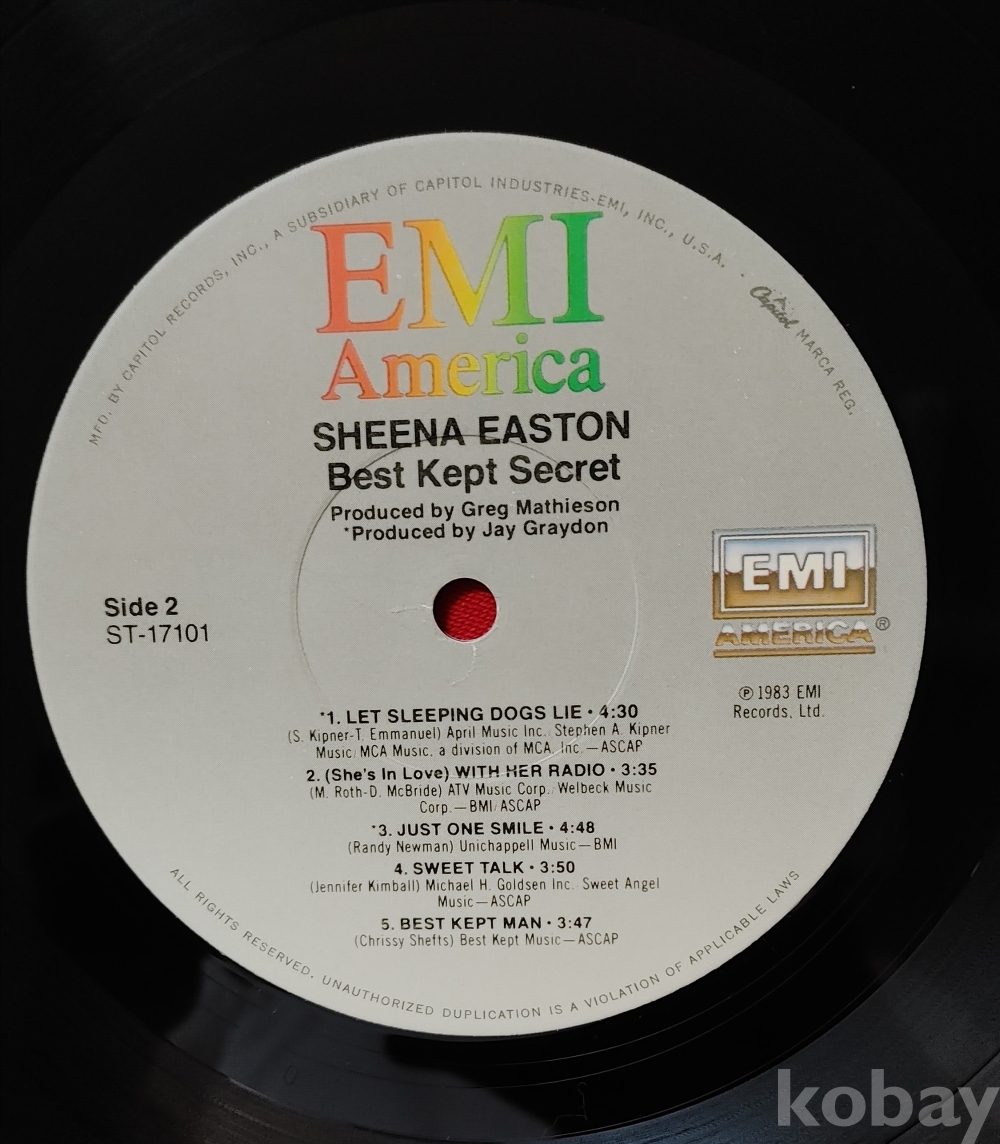 MFD. BY CAPITOL RECORDS, INC., A SUBSIDIARY OF CAPITOL INDUSTRIES-EMI, INC., U.S.A. · Capitol MARCA REG.
EMI
America
SHEENA EASTON
Best Kept Secret
Produced by Greg Mathieson
*Produced by Jay Graydon
EMI
AMERICA®
Side 2
ST-17101
℗ 1983 EMI
Records, Ltd.
*1. LET SLEEPING DOGS LIE • 4:30
(S. Kipner-T. Emmanuel) April Music Inc. Stephen A. Kipner
Music/MCA Music, a division of MCA, Inc.—ASCAP
2. (She's In Love) WITH HER RADIO • 3:35
(M. Roth-D. McBride) ATV Music Corp./Welbeck Music
Corp.—BMI/ASCAP
*3. JUST ONE SMILE • 4:48
(Randy Newman) Unichappell Music—BMI
4. SWEET TALK • 3:50
(Jennifer Kimball) Michael H. Goldsen Inc. Sweet Angel
Music—ASCAP
5. BEST KEPT MAN • 3:47
(Chrissy Shefts) Best Kept Music—ASCAP
ALL RIGHTS RESERVED. UNAUTHORIZED DUPLICATION IS A VIOLATION OF APPLICABLE LAWS
kobay